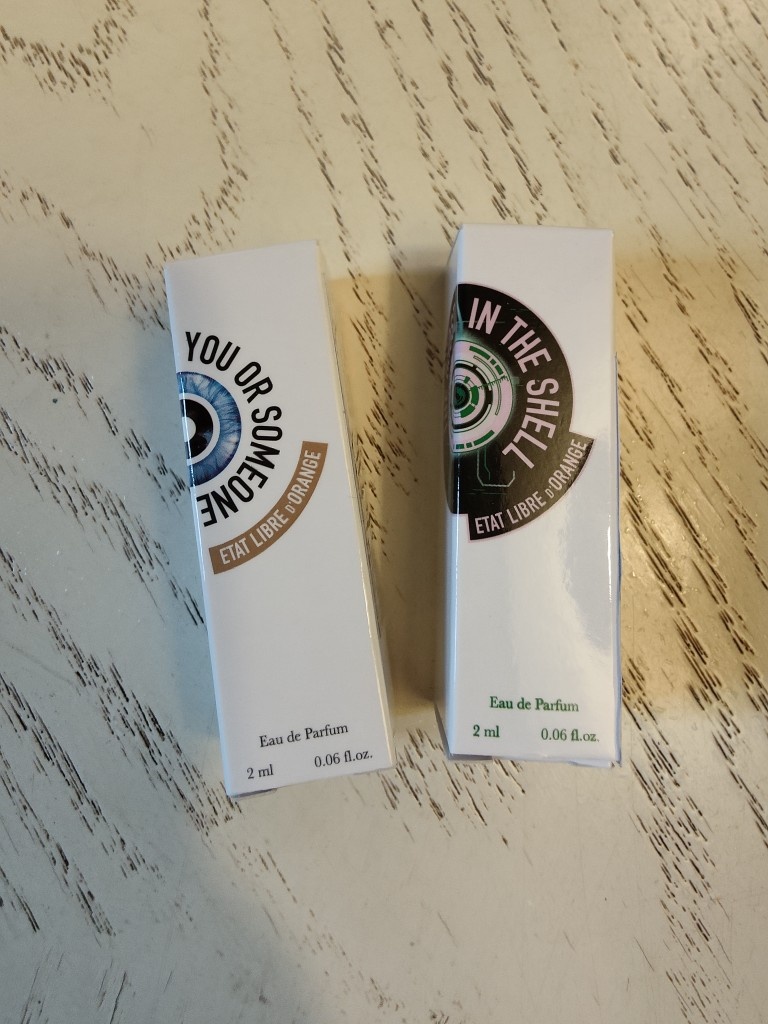 YOU OR SOMEONE
ETAT LIBRE D'ORANGE
Eau de Parfum
2 ml 0.06 fl.oz.
IN THE SHELL
ETAT LIBRE D'ORANGE
Eau de Parfum
2 ml 0.06 fl.oz.